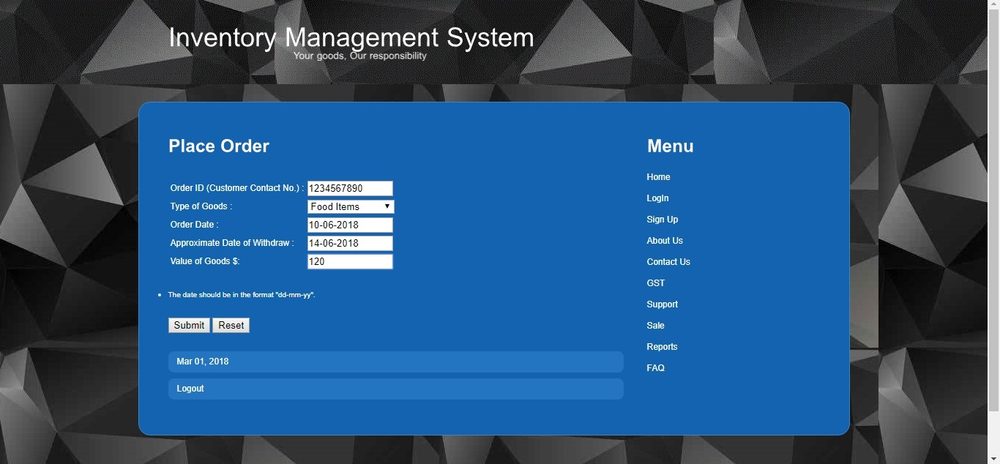 Inventory Management System
Your goods, Our responsibility
Place Order
Order ID (Customer Contact No.) : 1234567890
Type of Goods : Food Items
Order Date : 10-06-2018
Approximate Date of Withdraw : 14-06-2018
Value of Goods $: 120
The date should be in the format "dd-mm-yy".
Submit Reset
Mar 01, 2018
Logout
Menu
Home
LogIn
Sign Up
About Us
Contact Us
GST
Support
Sale
Reports
FAQ